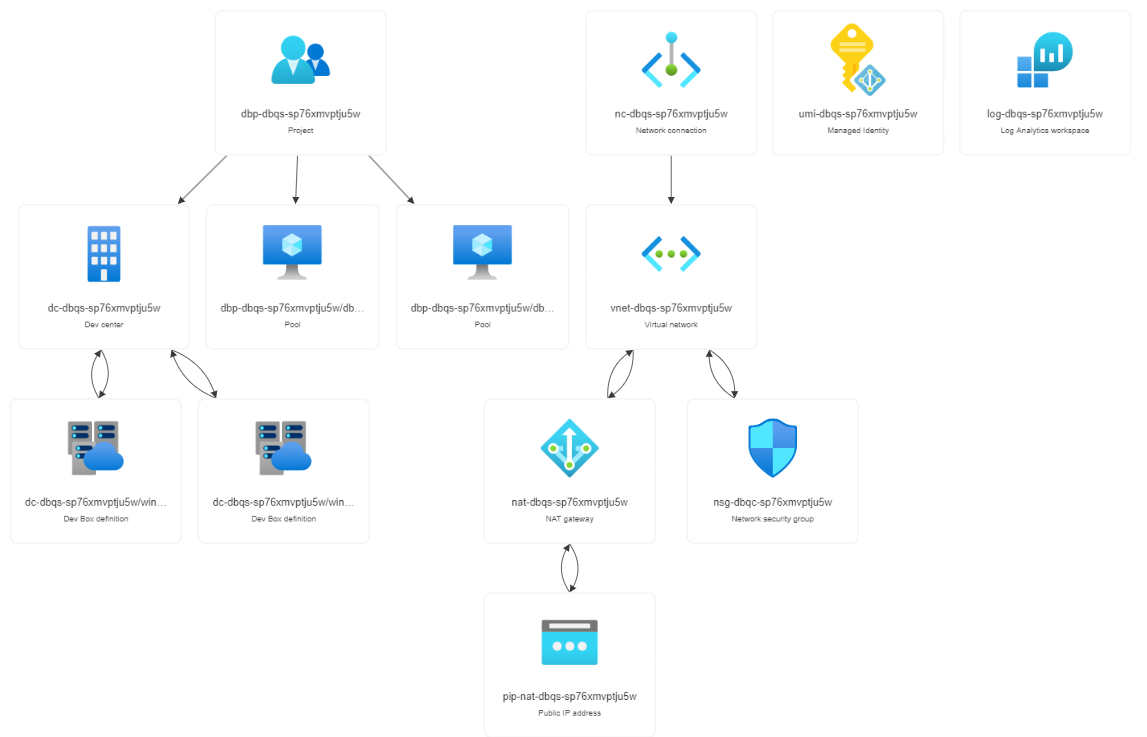 dbp-dbqs-sp76xmvptju5w
Project
nc-dbqs-sp76xmvptju5w
Network connection
umi-dbqs-sp76xmvptju5w
Managed Identity
log-dbqs-sp76xmvptju5w
Log Analytics workspace
dc-dbqs-sp76xmvptju5w
Dev center
dbp-dbqs-sp76xmvptju5w/db...
Pool
dbp-dbqs-sp76xmvptju5w/db...
Pool
vnet-dbqs-sp76xmvptju5w
Virtual network
dc-dbqs-sp76xmvptju5w/win...
Dev Box definition
dc-dbqs-sp76xmvptju5w/win...
Dev Box definition
nat-dbqs-sp76xmvptju5w
NAT gateway
nsg-dbqc-sp76xmvptju5w
Network security group
pip-nat-dbqs-sp76xmvptju5w
Public IP address